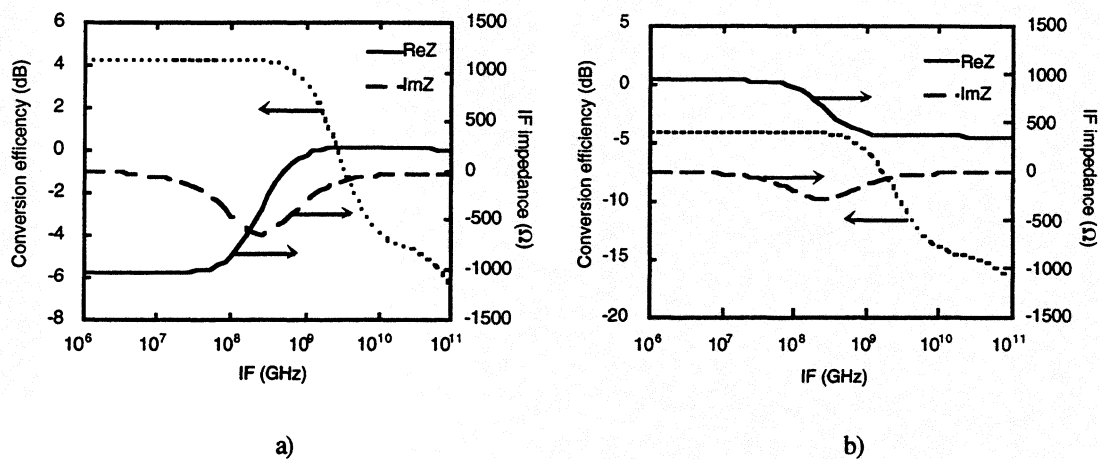 6
4
2
0
-2
-4
-6
-8
Conversion efficency (dB)
1500
1000
500
0
-500
-1000
-1500
IF impedance (Ω)
ReZ
ImZ
10^6 10^7 10^8 10^9 10^10 10^11
IF (GHz)
a)
5
0
-5
-10
-15
-20
Conversion efficiency (dB)
1500
1000
500
0
-500
-1000
-1500
IF impedance (Ω)
ReZ
ImZ
10^6 10^7 10^8 10^9 10^10 10^11
IF (GHz)
b)